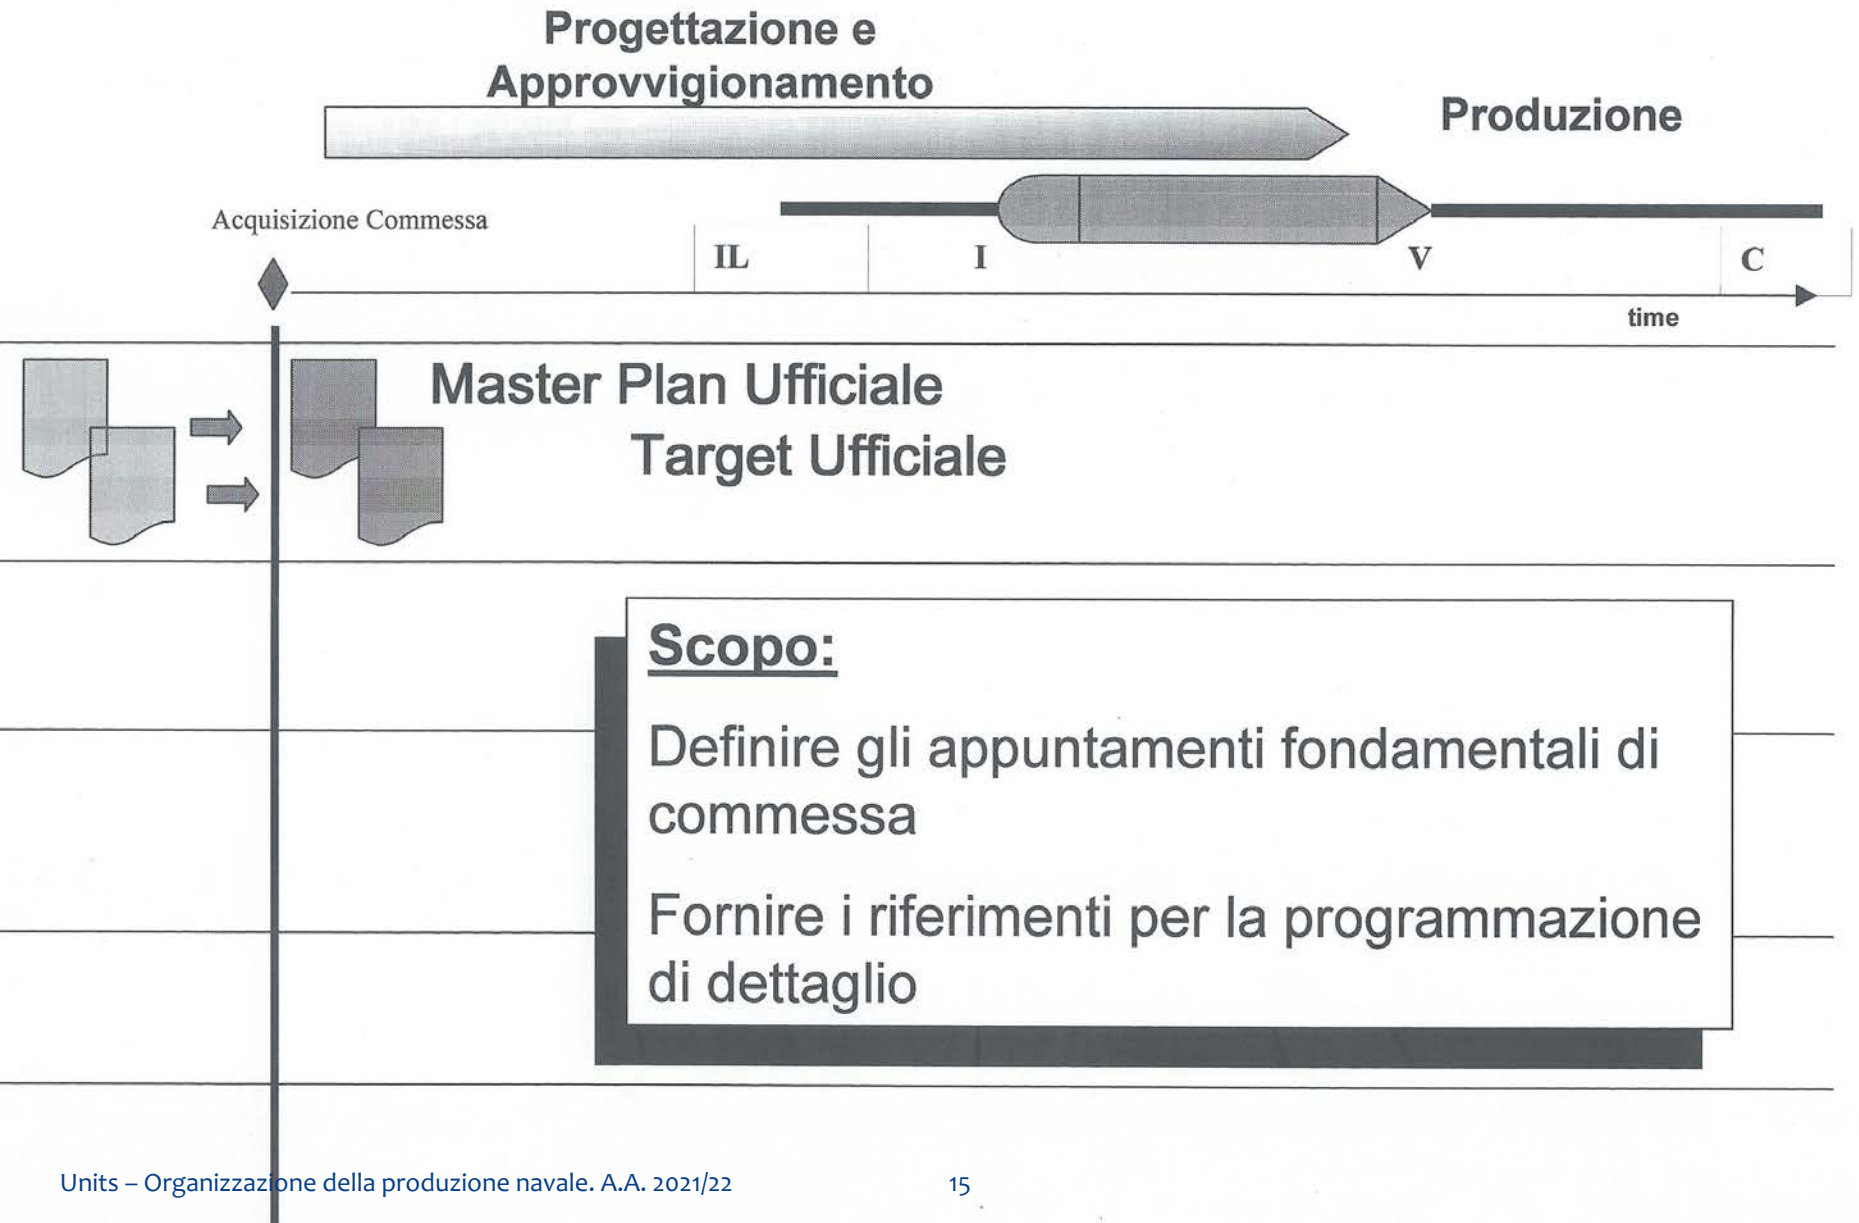 Progettazione e
Approvvigionamento
Produzione
Acquisizione Commessa
IL
I
V
C
time
Master Plan Ufficiale
Target Ufficiale
Scopo:
Definire gli appuntamenti fondamentali di
commessa
Fornire i riferimenti per la programmazione
di dettaglio
Units – Organizzazione della produzione navale. A.A. 2021/22
15